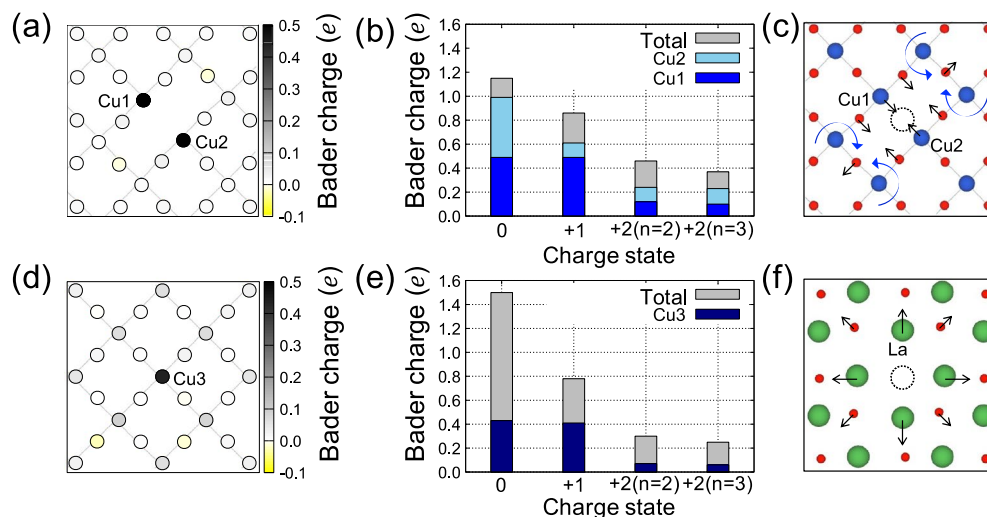 (a)
Cu1
Cu2
0.5
0.4
0.3
0.2
0.1
0.0
-0.1
Bader charge (e)
(b)
Bader charge (e)
1.6
1.4
1.2
1.0
0.8
0.6
0.4
0.2
0.0
Total
Cu2
Cu1
0 +1 +2(n=2) +2(n=3)
Charge state
(c)
Cu1
Cu2
(d)
Cu3
0.5
0.4
0.3
0.2
0.1
0.0
-0.1
Bader charge (e)
(e)
Bader charge (e)
1.6
1.4
1.2
1.0
0.8
0.6
0.4
0.2
0.0
Total
Cu3
0 +1 +2(n=2) +2(n=3)
Charge state
(f)
La